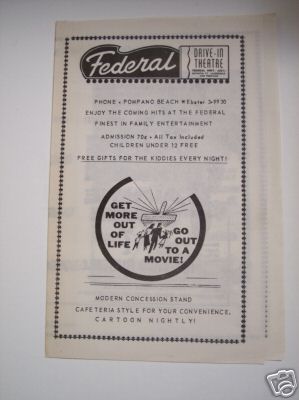 Federal
DRIVE-IN
THEATRE
PHONE • POMPANO BEACH WEbster 3-9930
ENJOY THE COMING HITS AT THE FEDERAL
FINEST IN FAMILY ENTERTAINMENT
ADMISSION 70¢ • All Tax Included
CHILDREN UNDER 12 FREE
FREE GIFTS FOR THE KIDDIES EVERY NIGHT!
GET
MORE
OUT
OF
LIFE
GO
OUT
TO A
MOVIE!
MODERN CONCESSION STAND
CAFETERIA STYLE FOR YOUR CONVENIENCE,
CARTOON NIGHTLY!